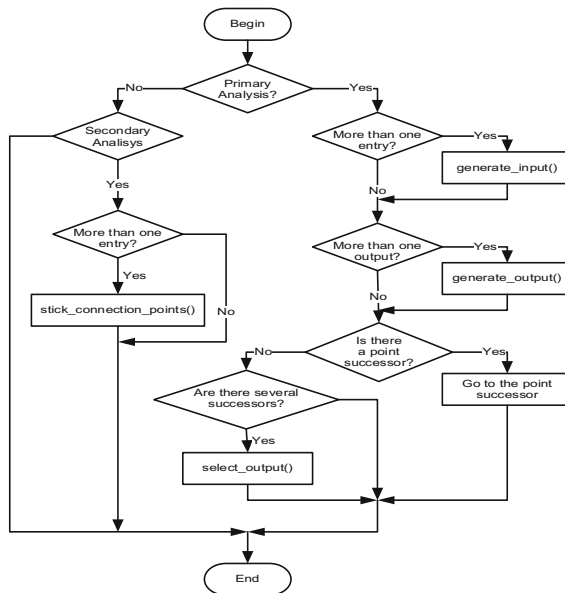 Begin
Primary
Analysis?
No
Yes
Secondary
Analisys
More than one
entry?
Yes
generate_input()
Yes
No
More than one
entry?
More than one
output?
Yes
generate_output()
Yes
No
stick_connection_points()
No
Is there
a point
successor?
No
Yes
Are there several
successors?
Go to the point
successor
Yes
select_output()
End